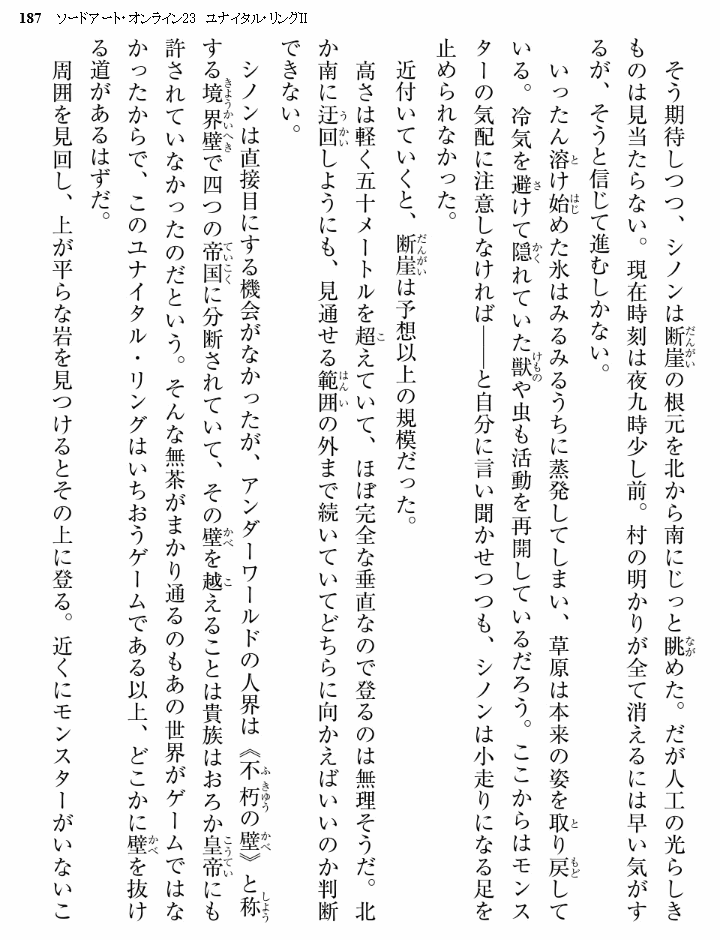 187 ソードアート・オンライン23 ユナイタル・リングⅡ
そう期待しつつ、シノンは断崖の根元を北から南にじっと眺めた。だが人工の光らしき
ものは見当たらない。現在時刻は夜九時少し前。村の明かりが全て消えるには早い気がす
るが、そうと信じて進むしかない。
いったん溶け始めた氷はみるみるうちに蒸発してしまい、草原は本来の姿を取り戻して
いる。冷気を避けて隠れていた獣や虫も活動を再開しているだろう。ここからはモンス
ターの気配に注意しなければ――と自分に言い聞かせつつも、シノンは小走りになる足を
止められなかった。
近付いていくと、断崖は予想以上の規模だった。
高さは軽く五十メートルを超えていて、ほぼ完全な垂直なので登るのは無理そうだ。北
か南に迂回しようにも、見通せる範囲の外まで続いていてどちらに向かえばいいのか判断
できない。
シノンは直接目にする機会がなかったが、アンダーワールドの人界は《不朽の壁》と称
する境界壁で四つの帝国に分断されていて、その壁を越えることは貴族はおろか皇帝にも
許されていなかったのだという。そんな無茶がまかり通るのもあの世界がゲームではな
かったからで、このユナイタル・リングはいちおうゲームである以上、どこかに壁を抜け
る道があるはずだ。
周囲を見回し、上が平らな岩を見つけるとその上に登る。近くにモンスターがいないこ